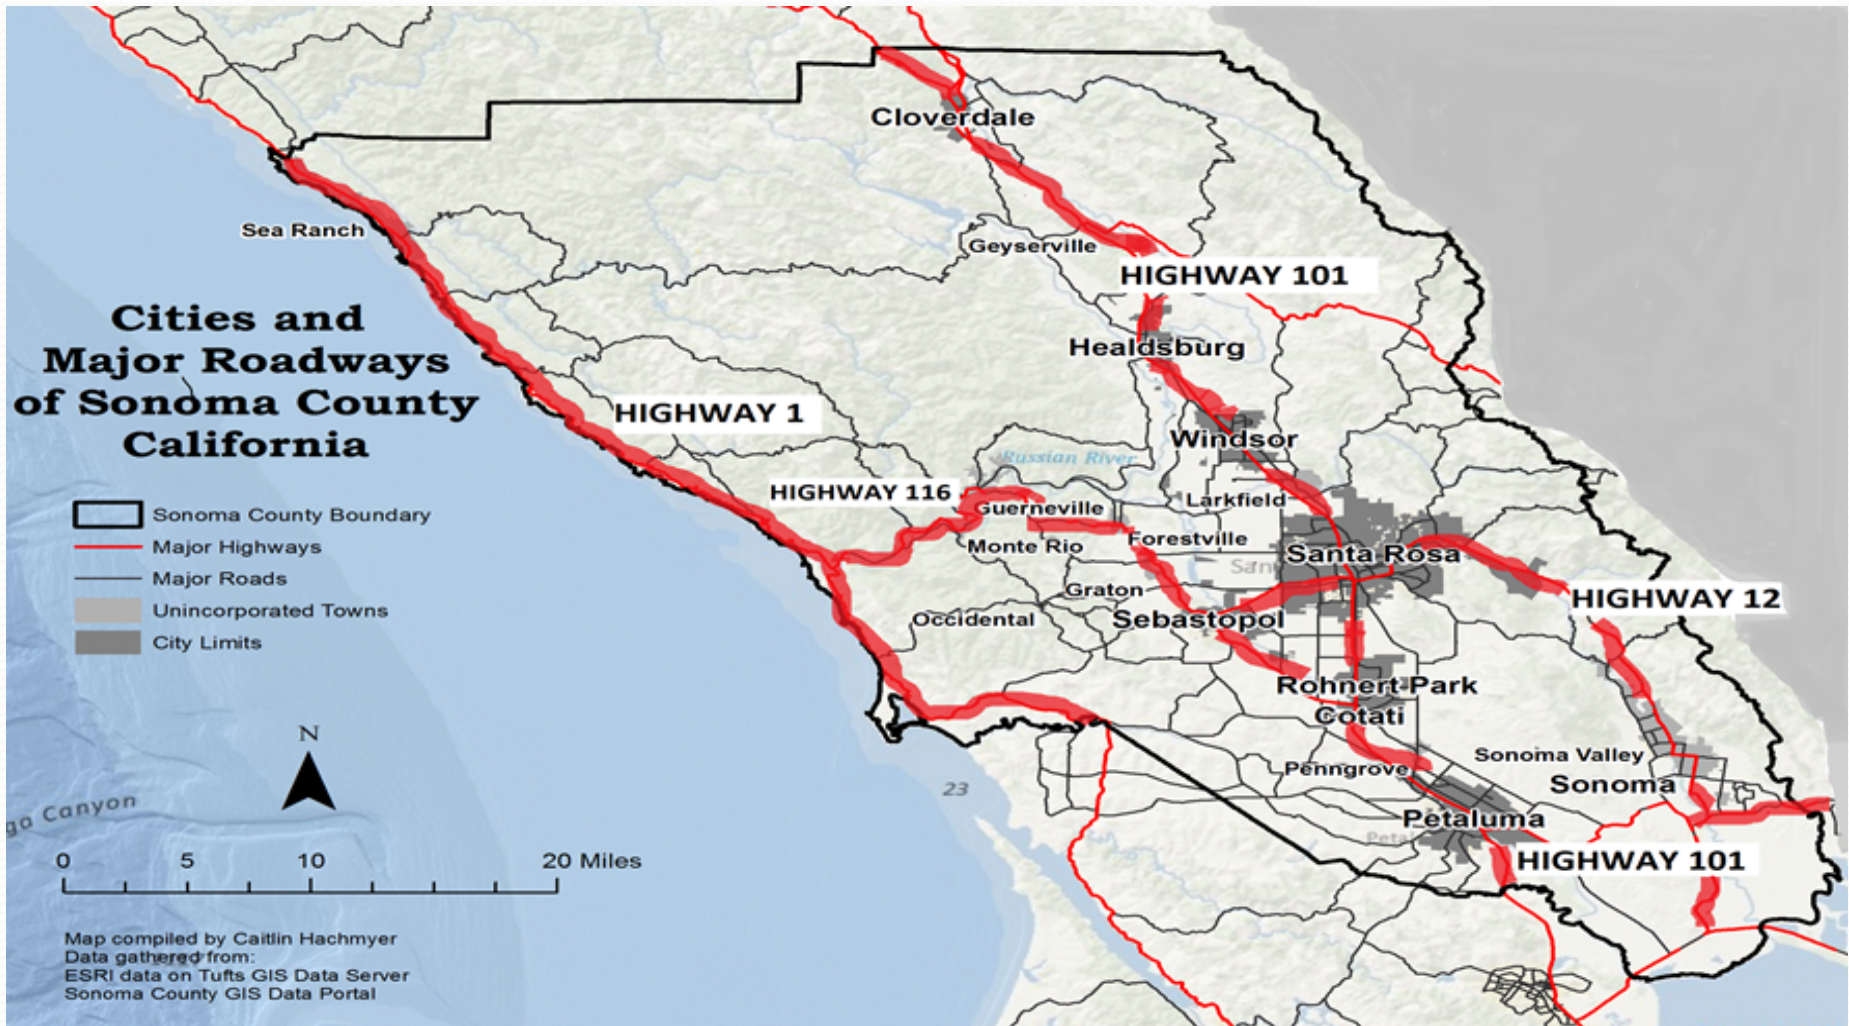 Cloverdale
Sea Ranch
Geyserville
HIGHWAY 101
Cities and
Major Roadways
of Sonoma County
California
Healdsburg
HIGHWAY 1
Windsor
Russian River
HIGHWAY 116
Larkfield
Guerneville
Sonoma County Boundary
Major Highways
Major Roads
Unincorporated Towns
City Limits
Forestville
Monte Rio
Santa Rosa
Graton
HIGHWAY 12
Occidental
Sebastopol
Rohnert Park
Cotati
N
Sonoma Valley
Penngrove
Sonoma
23
Canyon
Petaluma
HIGHWAY 101
0 5 10 20 Miles
Map compiled by Caitlin Hachmyer
Data gathered from:
ESRI data on Tufts GIS Data Server
Sonoma County GIS Data Portal